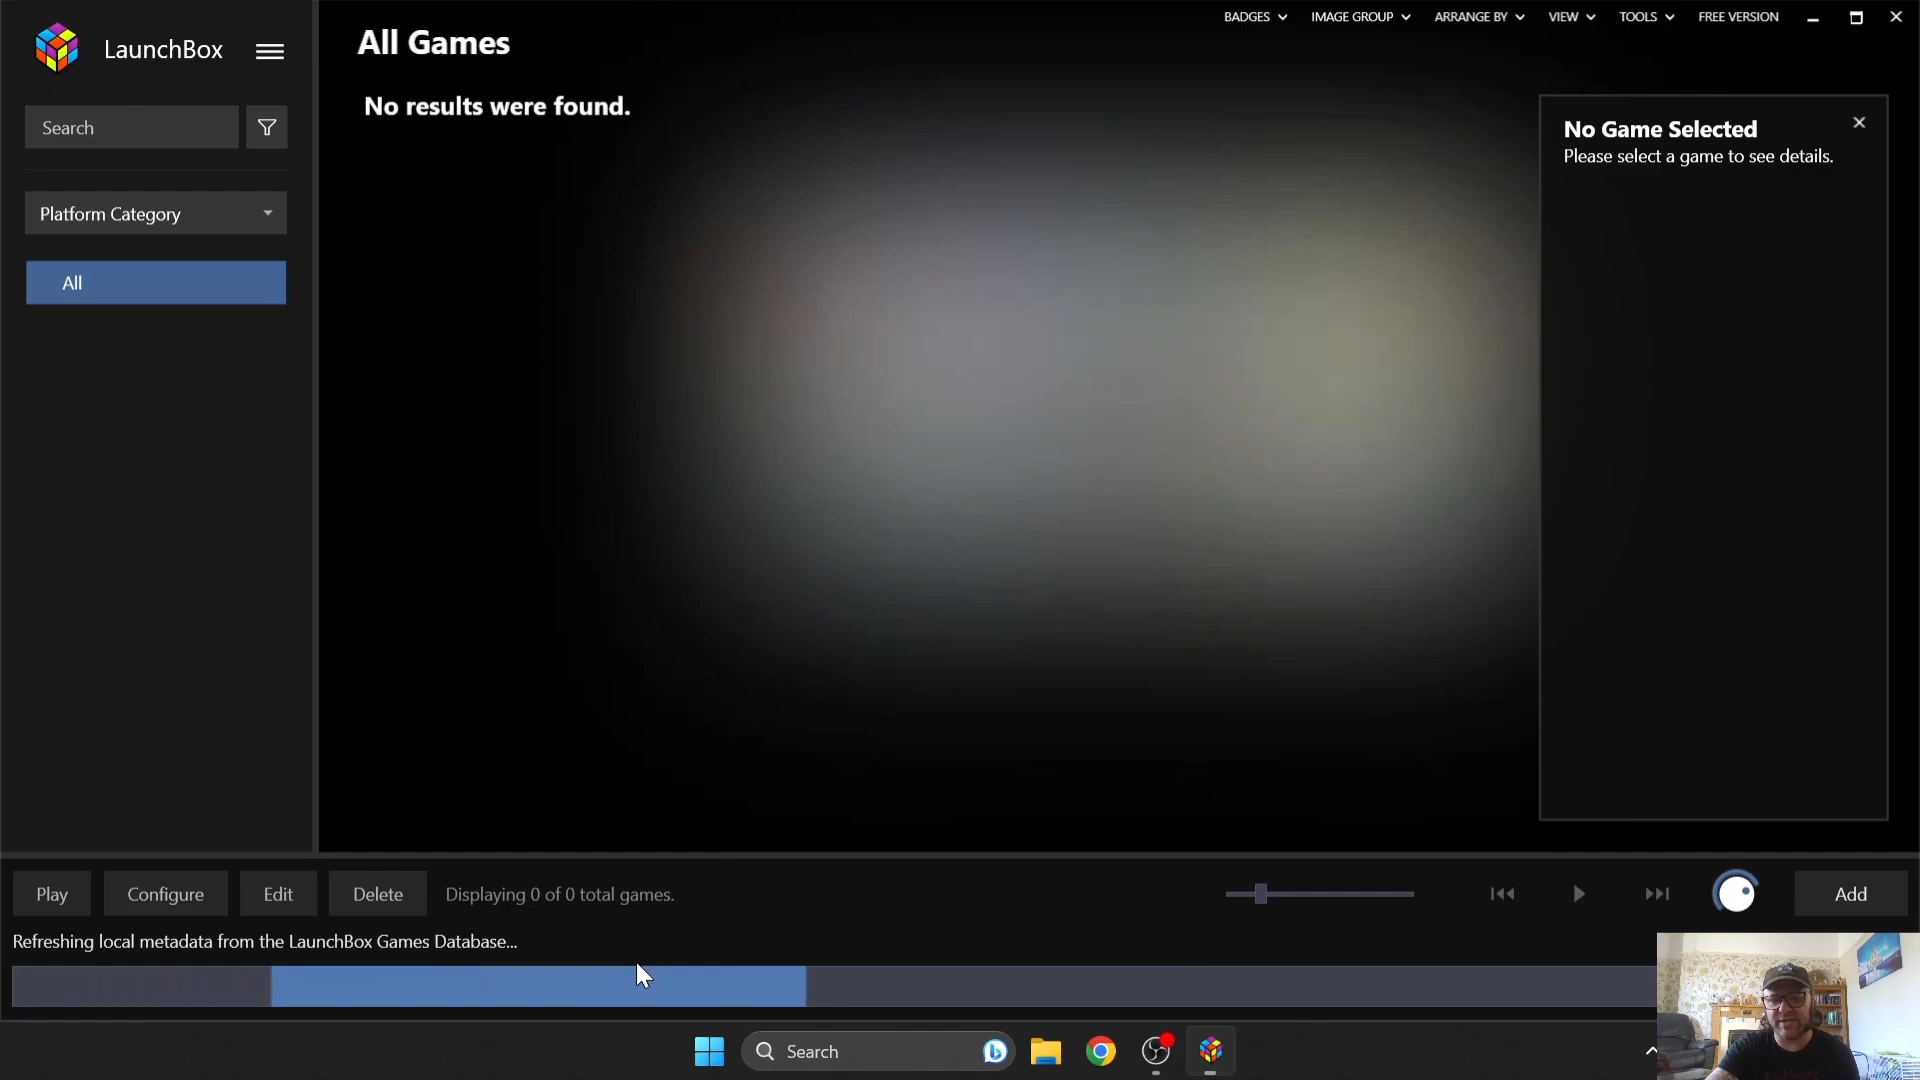 LaunchBox
All Games
BADGES
IMAGE GROUP
ARRANGE BY
VIEW
TOOLS
FREE VERSION
No results were found.
Search
Platform Category
All
No Game Selected
Please select a game to see details.
Play
Configure
Edit
Delete
Displaying 0 of 0 total games.
Add
Refreshing local metadata from the LaunchBox Games Database...
Search